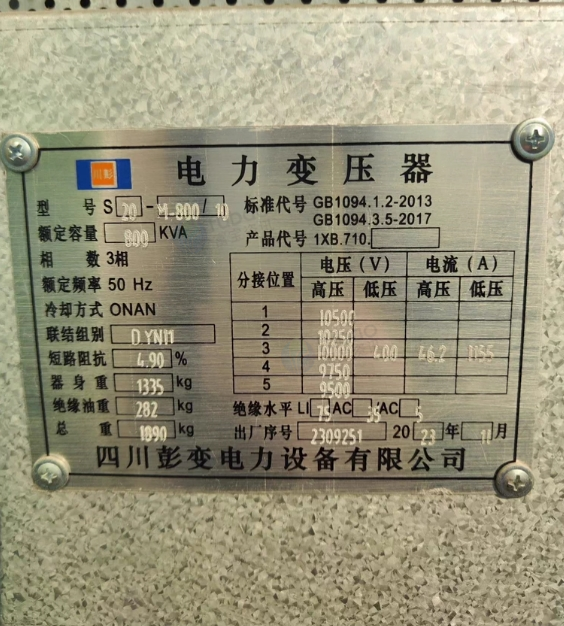 川彭 电力变压器
型号 S 20 - M-800 / 10 标准代号 GB1094.1.2-2013
GB1094.3.5-2017
额定容量 800 KVA 产品代号 1XB.710.
相数 3相
额定频率 50 Hz
冷却方式 ONAN
联结组别 D YN11
短路阻抗 4.90 %
器身重 1335 kg
绝缘油重 282 kg
总重 1890 kg
分接位置 电压(V) 电流(A)
高压 低压 高压 低压
1 10500
2 10250
3 10000 400 46.2 1155
4 9750
5 9500
绝缘水平 LI 75 AC 35 /AC 5
出厂序号 2309251 20 23 年 11 月
四川彭变电力设备有限公司